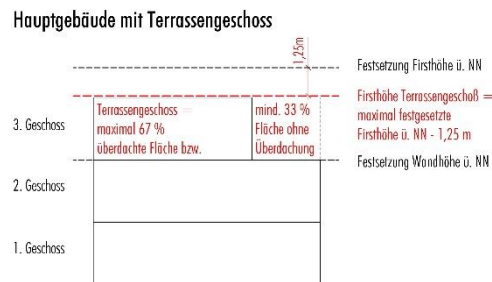 Hauptgebäude mit Terrassengeschoss
1,25m
Festsetzung Firsthöhe ü. NN
Firsthöhe Terrassengeschoß =
maximal festgesetzte
Firsthöhe ü. NN - 1,25 m
3. Geschoss
Terrassengeschoss =
maximal 67 %
überdachte Fläche bzw.
mind. 33 %
Fläche ohne
Überdachung
Festsetzung Wandhöhe ü. NN
2. Geschoss
1. Geschoss